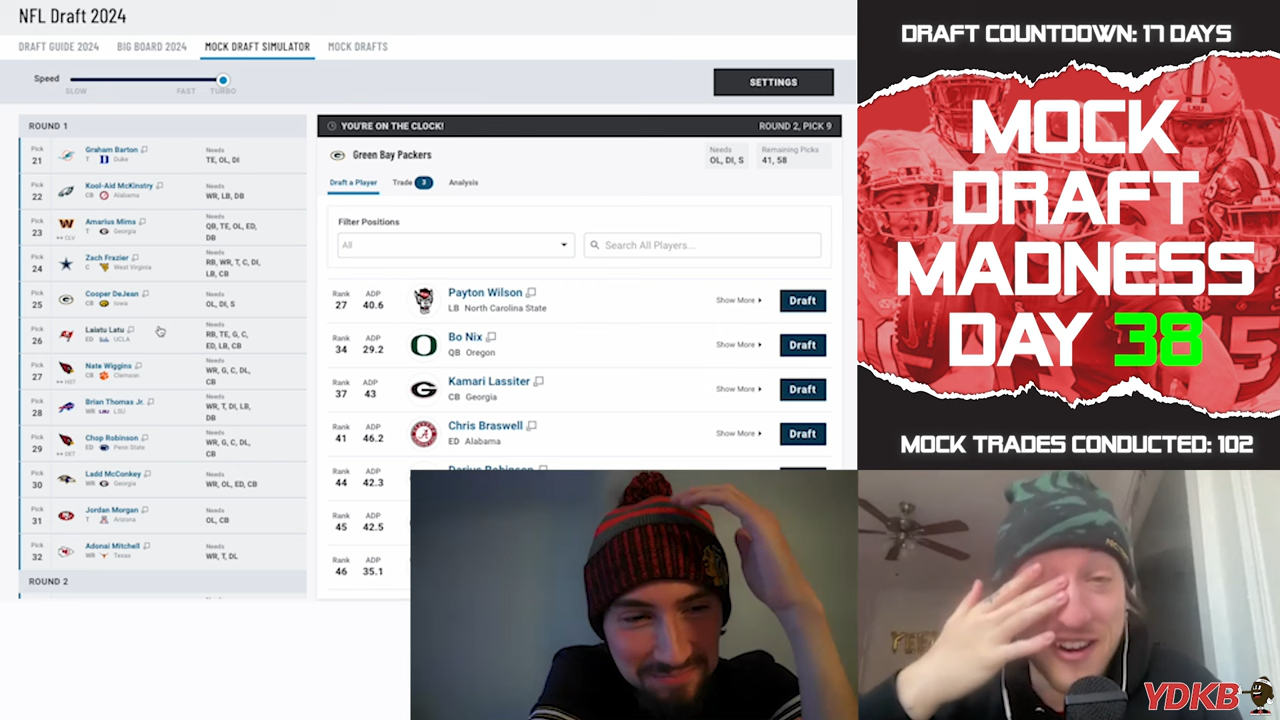 NFL Draft 2024
DRAFT GUIDE 2024 BIG BOARD 2024 MOCK DRAFT SIMULATOR MOCK DRAFTS
Speed
SLOW FAST TURBO
SETTINGS
ROUND 1
Pick 21 Graham Barton T Duke Needs TE, OL, DI
Pick 22 Kool-Aid McKinstry CB Alabama Needs WR, LB, DB
Pick 23 Amarius Mims T Georgia Needs QB, TE, OL, ED, DB
Pick 24 Zach Frazier C West Virginia Needs RB, WR, T, C, DI, LB, CB
Pick 25 Cooper DeJean CB Iowa Needs OL, DI, S
Pick 26 Laiatu Latu ED UCLA Needs RB, TE, G, C, ED, LB, CB
Pick 27 Nate Wiggins CB Clemson Needs WR, G, C, DL, CB
Pick 28 Brian Thomas Jr. WR LSU Needs WR, T, DI, LB, DB
Pick 29 Chop Robinson ED Penn State Needs WR, G, C, DL, CB
Pick 30 Ladd McConkey WR Georgia Needs WR, OL, ED, CB
Pick 31 Jordan Morgan T Arizona Needs OL, CB
Pick 32 Adonai Mitchell WR Texas Needs WR, T, DL
ROUND 2
YOU'RE ON THE CLOCK! ROUND 2, PICK 9
Green Bay Packers
Needs OL, DI, S
Remaining Picks 41, 58
Draft a Player Trade 3 Analysis
Filter Positions
All
Search All Players...
Rank 27 ADP 40.6 Payton Wilson LB North Carolina State Show More Draft
Rank 34 ADP 29.2 Bo Nix QB Oregon Show More Draft
Rank 37 ADP 43 Kamari Lassiter CB Georgia Show More Draft
Rank 41 ADP 46.2 Chris Braswell ED Alabama Show More Draft
Rank 44 ADP 42.3
Rank 45 ADP 42.5
Rank 46 ADP 35.1
DRAFT COUNTDOWN: 17 DAYS
MOCK
DRAFT
MADNESS
DAY 38
MOCK TRADES CONDUCTED: 102
YDKB